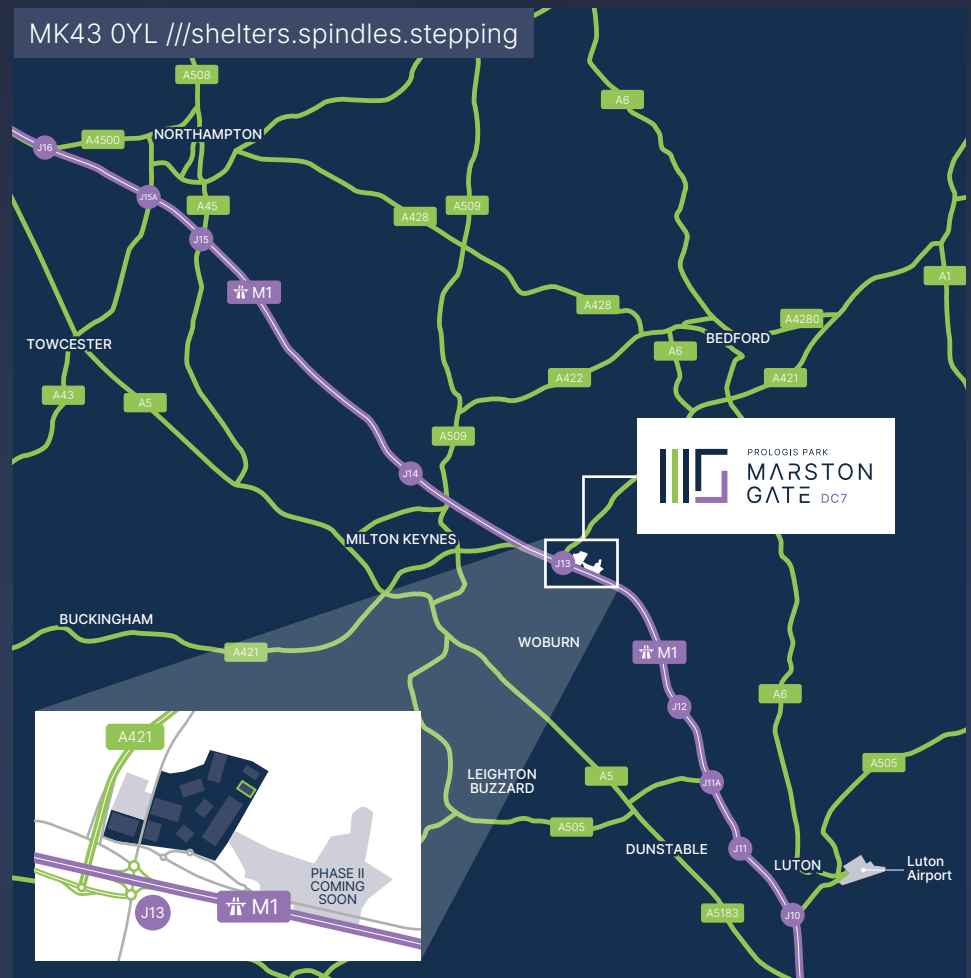 MK43 0YL ///shelters.spindles.stepping
A508
A6
A4500
NORTHAMPTON
J16
J15A
A45
A509
A428
J15
A1
M1
A428
A4280
BEDFORD
TOWCESTER
A6
A422
A421
A43
A5
A509
PROLOGIS PARK
MARSTON
GATE DC7
J14
MILTON KEYNES
J13
BUCKINGHAM
WOBURN
A421
M1
A6
J12
A421
A505
LEIGHTON
BUZZARD
A5
J11A
A505
DUNSTABLE
J11
LUTON
Luton
Airport
PHASE II
COMING
SOON
J13
M1
A5183
J10